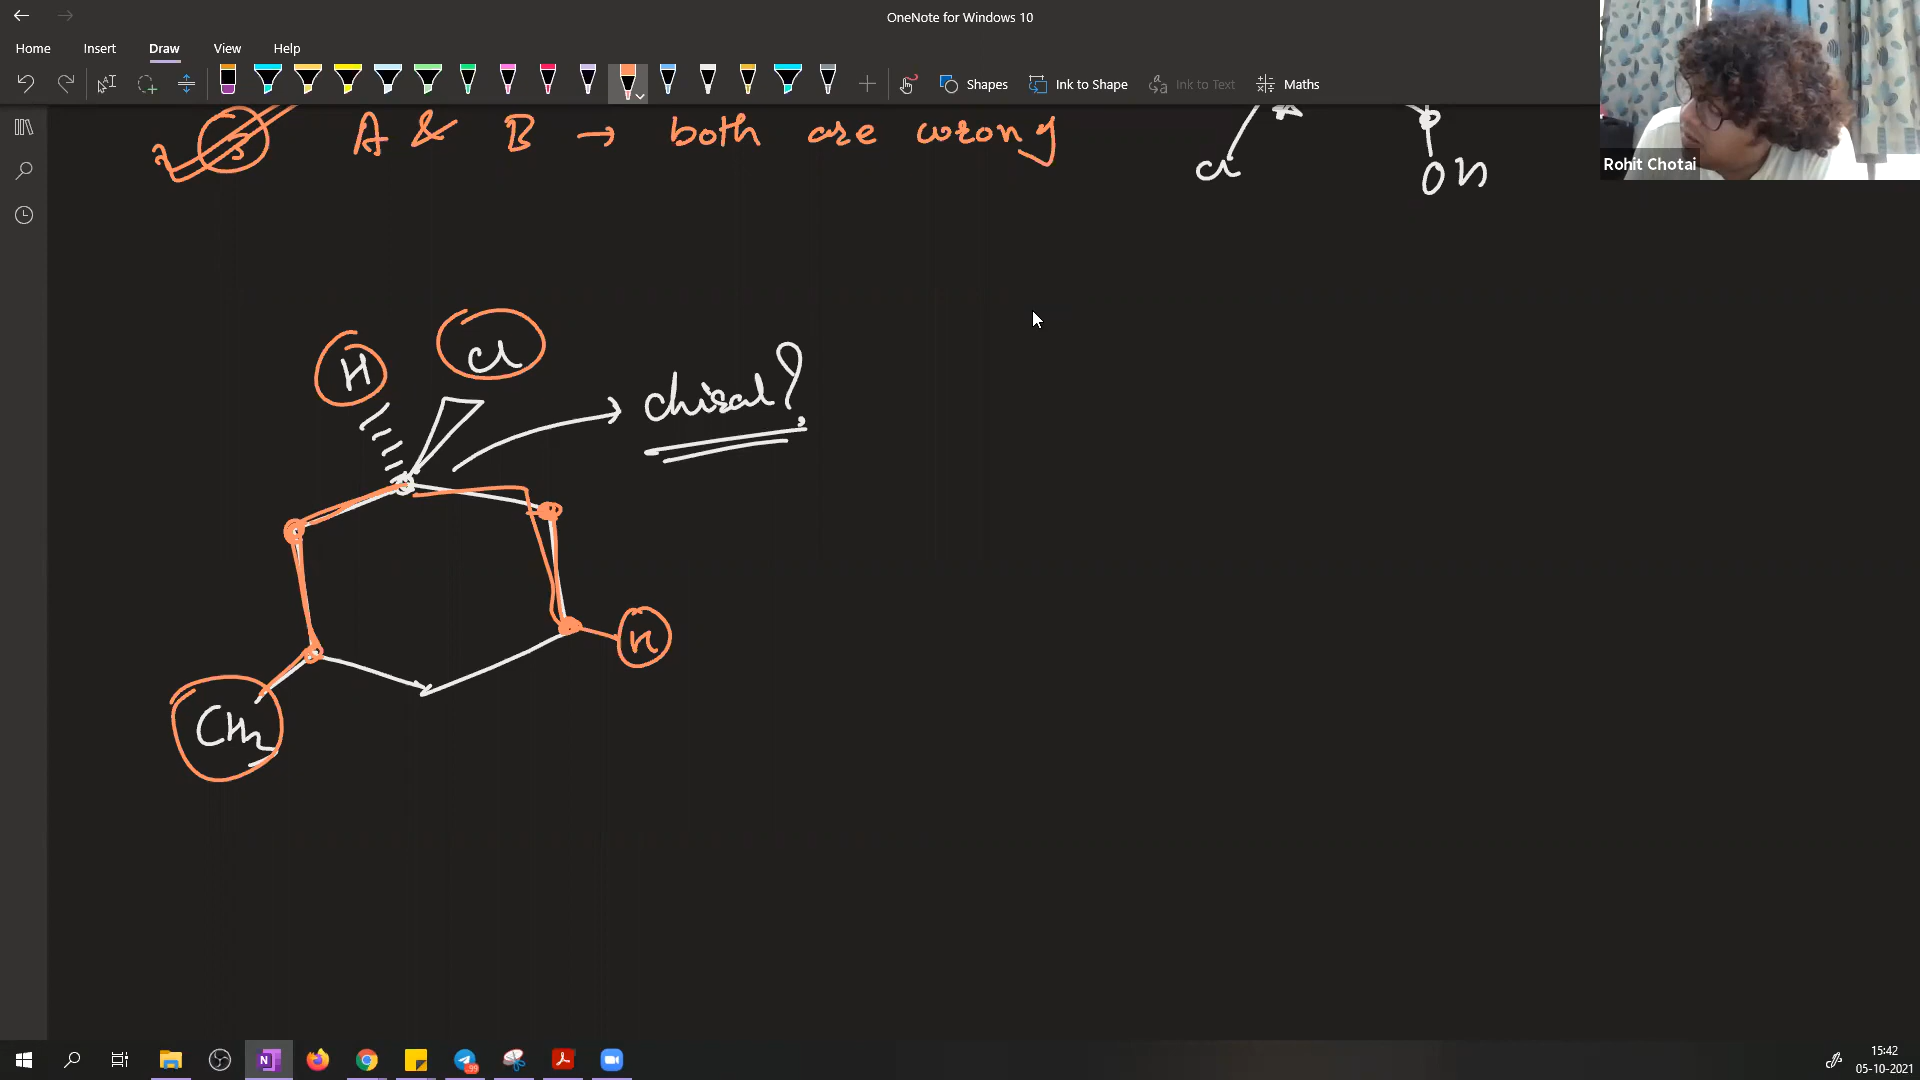 OneNote for Windows 10
Home Insert Draw View Help
Shapes Ink to Shape Ink to Text Maths
Rohit Chotai
3 A & B → both are wrong
Cl
OH
H Cl
chiral?
H
CH3
15:42
05-10-2021